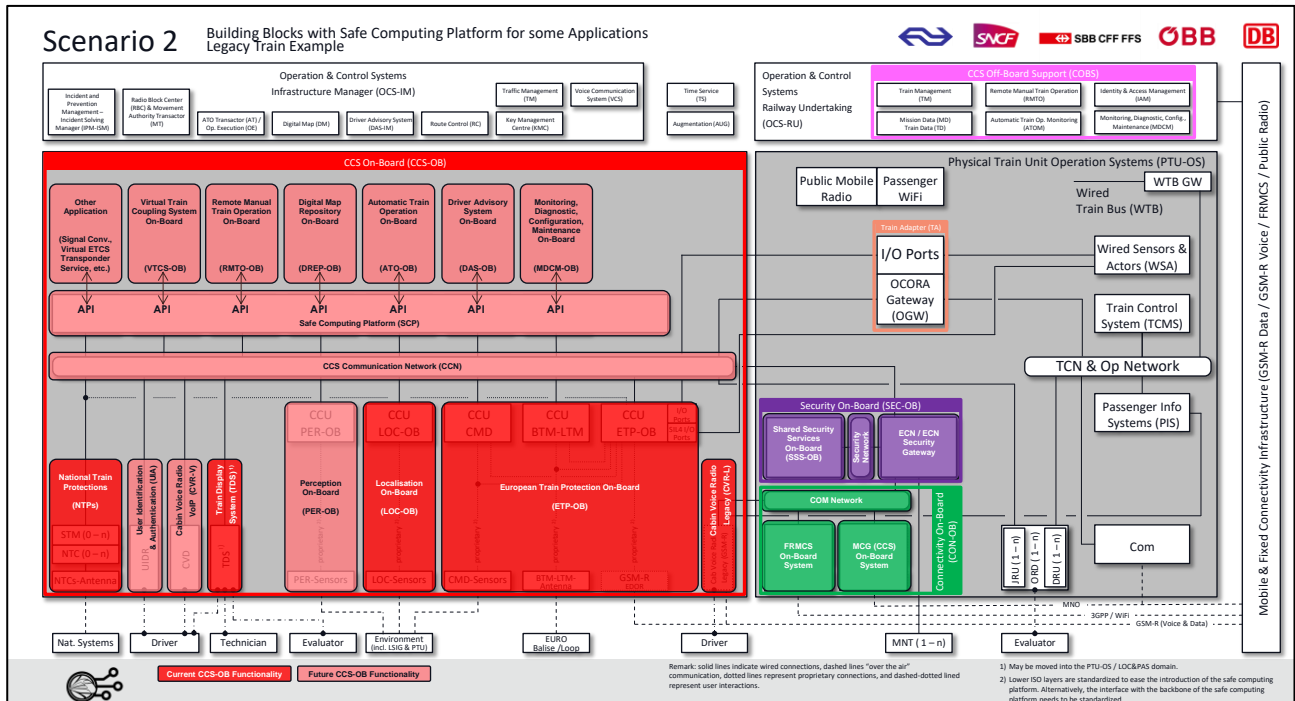 Scenario 2
Building Blocks with Safe Computing Platform for some Applications
Legacy Train Example
SNCF
SBB CFF FFS
ÖBB
DB
Operation & Control Systems
Infrastructure Manager (OCS-IM)
Incident and
Prevention
Management –
Incident Solving
Manager (IPM-ISM)
Radio Block Center
(RBC) & Movement
Authority Transactor
(MT)
ATO Transactor (AT) /
Op. Execution (OE)
Digital Map (DM)
Driver Advisory System
(DAS-IM)
Route Control (RC)
Traffic Management
(TM)
Voice Communication
System (VCS)
Key Management
Centre (KMC)
Time Service
(TS)
Augmentation (AUG)
Operation & Control
Systems
Railway Undertaking
(OCS-RU)
CCS Off-Board Support (COBS)
Train Management
(TM)
Remote Manual Train Operation
(RMTO)
Identity & Access Management
(IAM)
Mission Data (MD)
Train Data (TD)
Automatic Train Op. Monitoring
(ATOM)
Monitoring, Diagnostic, Config.,
Maintenance (MDCM)
Mobile & Fixed Connectivity Infrastructure (GSM-R Data / GSM-R Voice / FRMCS / Public Radio)
CCS On-Board (CCS-OB)
Other
Application
(Signal Conv.,
Virtual ETCS
Transponder
Service, etc.)
Virtual Train
Coupling System
On-Board
(VTCS-OB)
Remote Manual
Train Operation
On-Board
(RMTO-OB)
Digital Map
Repository
On-Board
(DREP-OB)
Automatic Train
Operation
On-Board
(ATO-OB)
Driver Advisory
System
On-Board
(DAS-OB)
Monitoring,
Diagnostic,
Configuration,
Maintenance
On-Board
(MDCM-OB)
API
API
API
API
API
API
API
Safe Computing Platform (SCP)
CCS Communication Network (CCN)
CCU
PER-OB
CCU
LOC-OB
CCU
CMD
CCU
BTM-LTM
CCU
ETP-OB
I/O
Ports
SS4 I/O
Ports
National Train
Protections
(NTPs)
STM (0 – n)
NTC (0 – n)
NTCs-Antenna
User Identification
& Authentication (UIA)
UIDR
Cabin Voice Radio
VoIP (CVR-V)
CVD
Train Display
System (TDS)1)
TDS1)
Perception
On-Board
(PER-OB)
PER-Sensors
Localisation
On-Board
(LOC-OB)
proprietary
LOC-Sensors
European Train Protection On-Board
(ETP-OB)
proprietary
CMD-Sensors
BTM-LTM-
Antenna
GSM-R
EDOR
Cabin Voice Radio
Legacy (CVR-L)
Physical Train Unit Operation Systems (PTU-OS)
Public Mobile
Radio
Passenger
WiFi
WTB GW
Wired
Train Bus (WTB)
Train Adapter (TA)
I/O Ports
OCORA
Gateway
(OGW)
Wired Sensors &
Actors (WSA)
Train Control
System (TCMS)
TCN & Op Network
Passenger Info
Systems (PIS)
Security On-Board (SEC-OB)
Shared Security
Services
On-Board
(SSS-OB)
Security
Network
ECN / ECN
Security
Gateway
COM Network
FRMCS
On-Board
System
MCG (CCS)
On-Board
System
Connectivity On-Board
(CON-OB)
JRU (1 – n)
ORD (1 – n)
DRU (1 – n)
Com
MNO
3GPP / WiFi
GSM-R (Voice & Data)
Nat. Systems
Driver
Technician
Evaluator
Environment
(incl. LSIG & PTU)
EURO
Balise /Loop
Driver
MNT ( 1 – n)
Evaluator
Current CCS-OB Functionality
Future CCS-OB Functionality
Remark: solid lines indicate wired connections, dashed lines "over the air"
communication, dotted lines represent proprietary connections, and dashed-dotted lined
represent user interactions.
1) May be moved into the PTU-OS / LOC&PAS domain.
2) Lower ISO layers are standardized to ease the introduction of the safe computing
platform. Alternatively, the interface with the backbone of the safe computing
platform needs to be standardized.